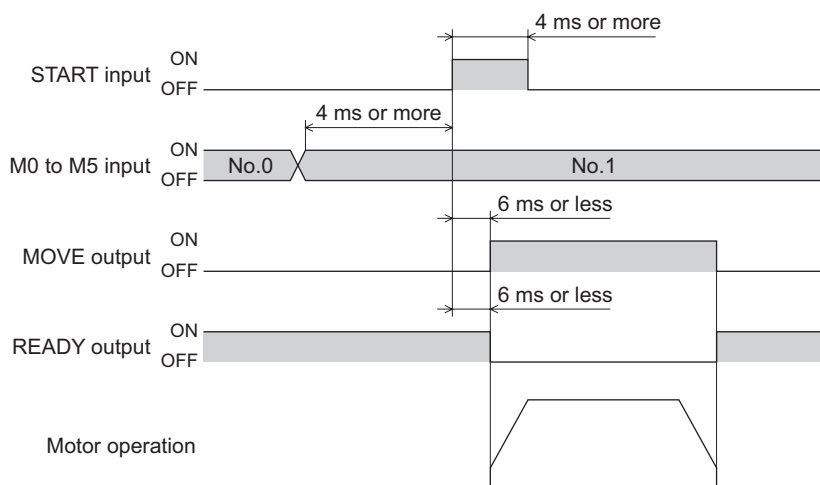 4 ms or more
ON
START input
OFF
4 ms or more
ON
M0 to M5 input
No.0
No.1
OFF
6 ms or less
ON
MOVE output
OFF
6 ms or less
ON
READY output
OFF
Motor operation